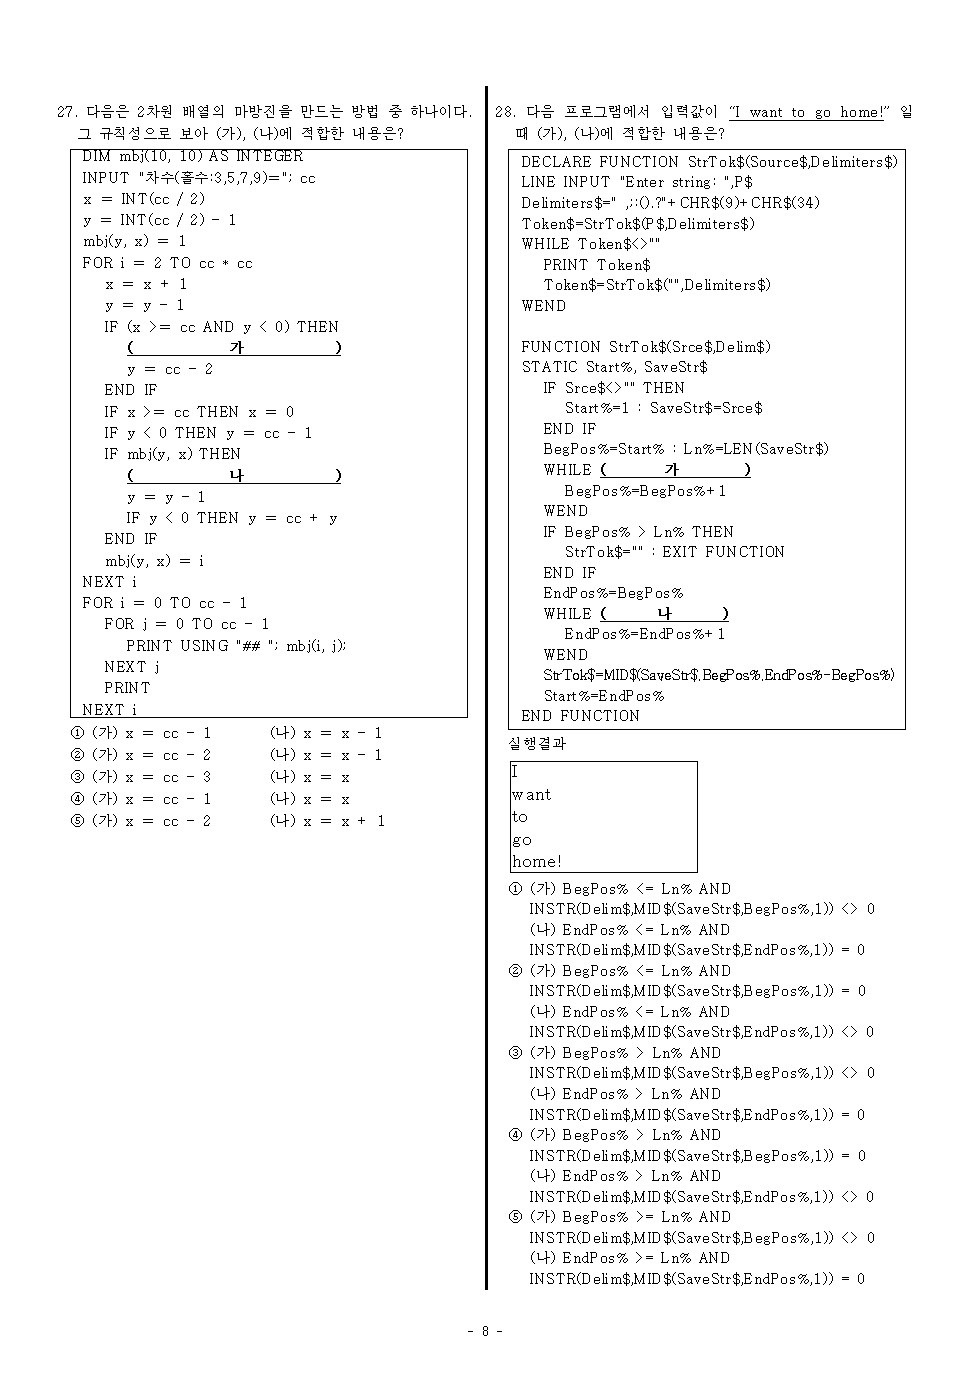 27. 다음은 2차원 배열의 마방진을 만드는 방법 중 하나이다.
그 규칙성으로 보아 (가), (나)에 적합한 내용은?
DIM mbj(10, 10) AS INTEGER
INPUT "차수(홀수:3,5,7,9)="; cc
x = INT(cc / 2)
y = INT(cc / 2) - 1
mbj(y, x) = 1
FOR i = 2 TO cc * cc
x = x + 1
y = y - 1
IF (x >= cc AND y < 0) THEN
( 가 )
y = cc - 2
END IF
IF x >= cc THEN x = 0
IF y < 0 THEN y = cc - 1
IF mbj(y, x) THEN
( 나 )
y = y - 1
IF y < 0 THEN y = cc + y
END IF
mbj(y, x) = i
NEXT i
FOR i = 0 TO cc - 1
FOR j = 0 TO cc - 1
PRINT USING "## "; mbj(i, j);
NEXT j
PRINT
NEXT i
① (가) x = cc - 1 (나) x = x - 1
② (가) x = cc - 2 (나) x = x - 1
③ (가) x = cc - 3 (나) x = x
④ (가) x = cc - 1 (나) x = x
⑤ (가) x = cc - 2 (나) x = x + 1
28. 다음 프로그램에서 입력값이 “I want to go home!” 일
때 (가), (나)에 적합한 내용은?
DECLARE FUNCTION StrTok$(Source$,Delimiters$)
LINE INPUT "Enter string: ",P$
Delimiters$=" ,;:().?"+CHR$(9)+CHR$(34)
Token$=StrTok$(P$,Delimiters$)
WHILE Token$<>""
PRINT Token$
Token$=StrTok$("",Delimiters$)
WEND
FUNCTION StrTok$(Srce$,Delim$)
STATIC Start%, SaveStr$
IF Srce$<>"" THEN
Start%=1 : SaveStr$=Srce$
END IF
BegPos%=Start% : Ln%=LEN(SaveStr$)
WHILE ( 가 )
BegPos%=BegPos%+1
WEND
IF BegPos% > Ln% THEN
StrTok$="" : EXIT FUNCTION
END IF
EndPos%=BegPos%
WHILE ( 나 )
EndPos%=EndPos%+1
WEND
StrTok$=MID$(SaveStr$,BegPos%,EndPos%-BegPos%)
Start%=EndPos%
END FUNCTION
실행결과
I
want
to
go
home!
① (가) BegPos% <= Ln% AND
INSTR(Delim$,MID$(SaveStr$,BegPos%,1)) <> 0
(나) EndPos% <= Ln% AND
INSTR(Delim$,MID$(SaveStr$,EndPos%,1)) = 0
② (가) BegPos% <= Ln% AND
INSTR(Delim$,MID$(SaveStr$,BegPos%,1)) = 0
(나) EndPos% <= Ln% AND
INSTR(Delim$,MID$(SaveStr$,EndPos%,1)) <> 0
③ (가) BegPos% > Ln% AND
INSTR(Delim$,MID$(SaveStr$,BegPos%,1)) <> 0
(나) EndPos% > Ln% AND
INSTR(Delim$,MID$(SaveStr$,EndPos%,1)) = 0
④ (가) BegPos% > Ln% AND
INSTR(Delim$,MID$(SaveStr$,BegPos%,1)) = 0
(나) EndPos% > Ln% AND
INSTR(Delim$,MID$(SaveStr$,EndPos%,1)) <> 0
⑤ (가) BegPos% >= Ln% AND
INSTR(Delim$,MID$(SaveStr$,BegPos%,1)) <> 0
(나) EndPos% >= Ln% AND
INSTR(Delim$,MID$(SaveStr$,EndPos%,1)) = 0
- 8 -